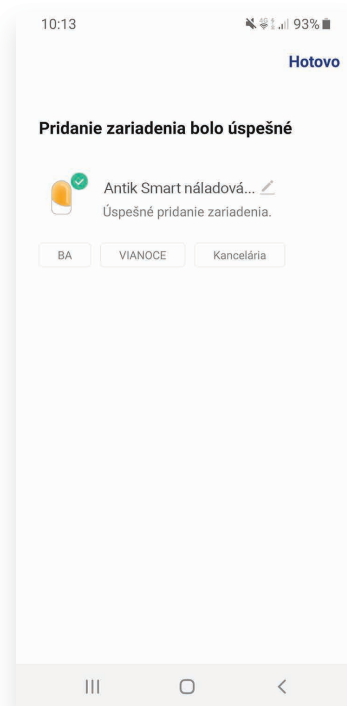 10:13 93%
Hotovo
Pridanie zariadenia bolo úspešné
Antik Smart náladová...
Úspešné pridanie zariadenia.
BA VIANOCE Kancelária